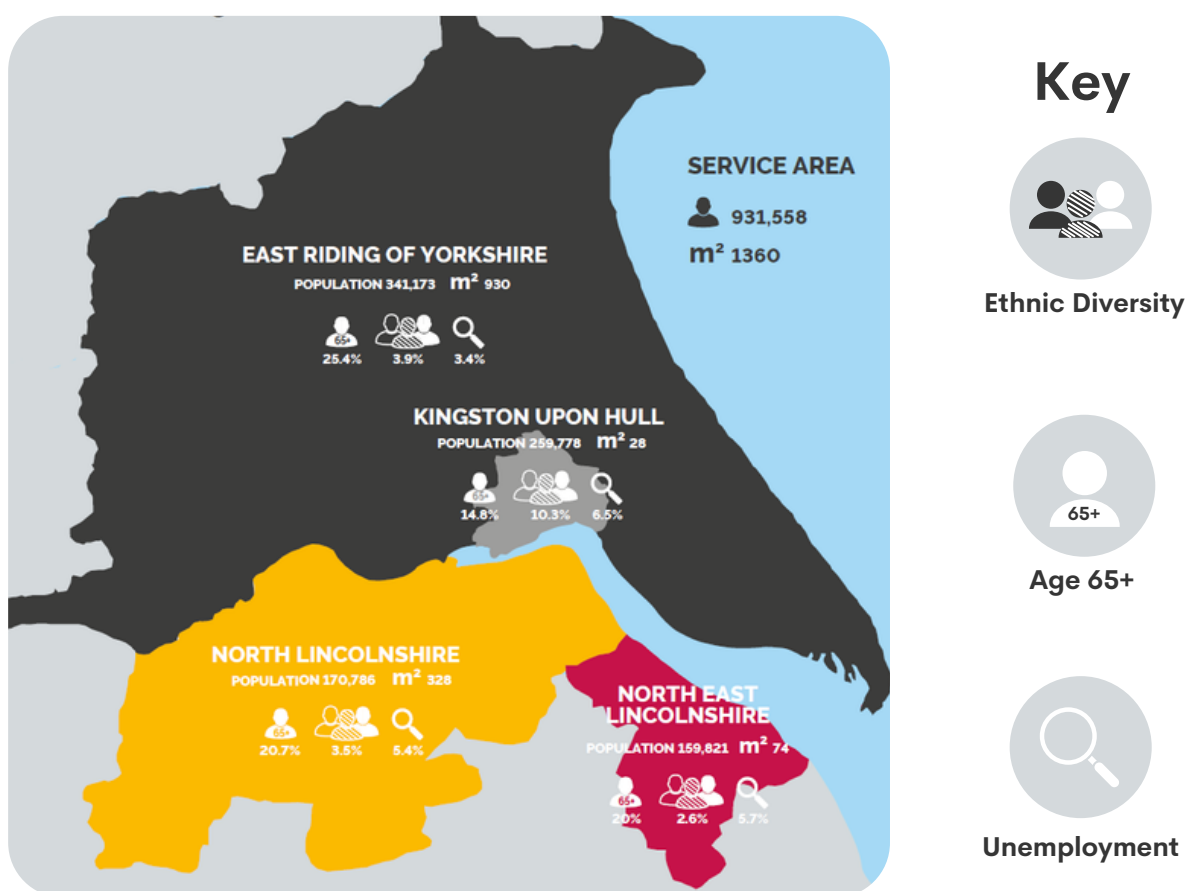 Key
SERVICE AREA
931,558
m² 1360
EAST RIDING OF YORKSHIRE
POPULATION 341,173 m² 930
65+
25.4% 3.9% 3.4%
Ethnic Diversity
KINGSTON UPON HULL
POPULATION 259,778 m² 28
65+
14.8% 10.3% 6.5%
65+
Age 65+
NORTH LINCOLNSHIRE
POPULATION 170,786 m² 328
65+
20.7% 3.5% 5.4%
NORTH EAST
LINCOLNSHIRE
POPULATION 159,821 m² 74
65+
20% 2.6% 5.7%
Unemployment